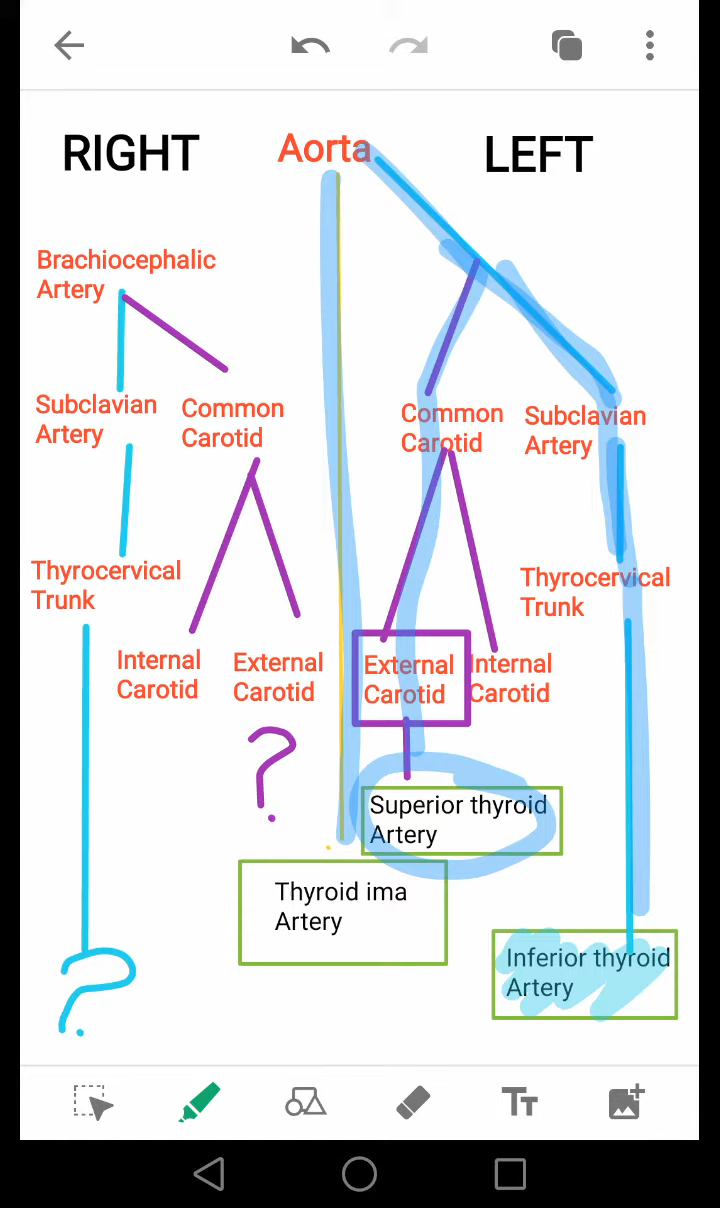 RIGHT
Aorta
LEFT
Brachiocephalic
Artery
Subclavian
Artery
Common
Carotid
Common
Carotid
Subclavian
Artery
Thyrocervical
Trunk
Thyrocervical
Trunk
Internal
Carotid
External
Carotid
External
Carotid
Internal
Carotid
?
Superior thyroid
Artery
Thyroid ima
Artery
Inferior thyroid
Artery
?
TT